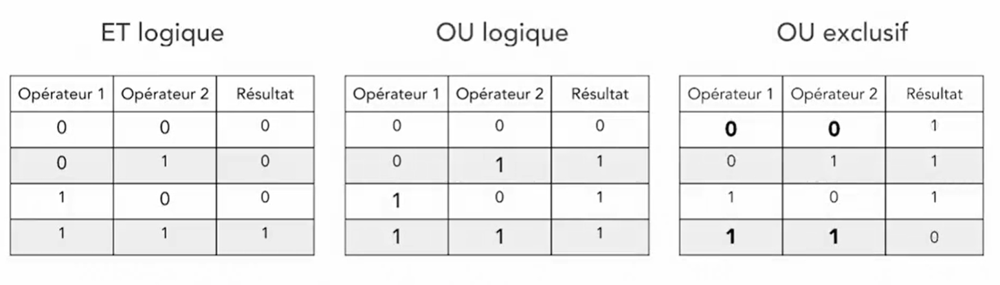 ET logique OU logique OU exclusif
Opérateur 1 Opérateur 2 Résultat Opérateur 1 Opérateur 2 Résultat Opérateur 1 Opérateur 2 Résultat
0 0 0 0 0 0 0 0 1
0 1 0 0 1 1 0 1 1
1 0 0 1 0 1 1 0 1
1 1 1 1 1 1 1 1 0